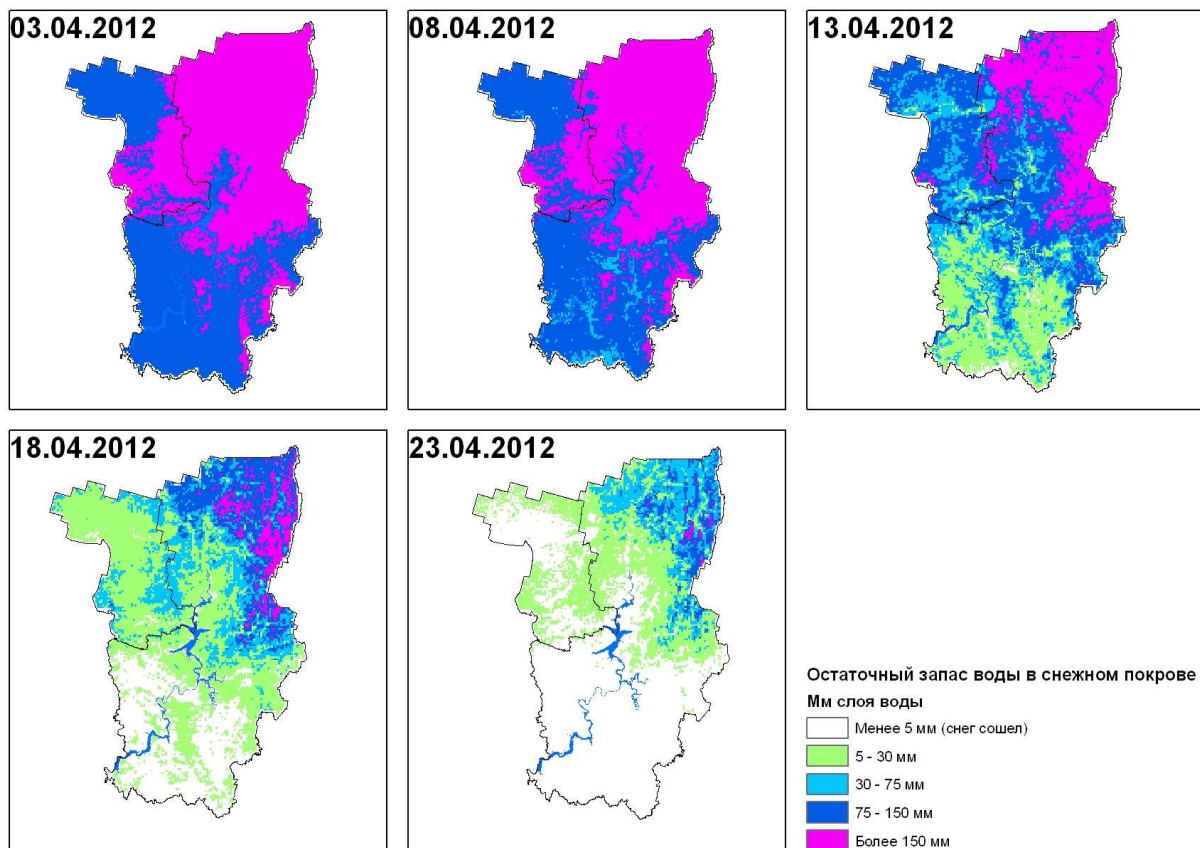 03.04.2012
08.04.2012
13.04.2012
18.04.2012
23.04.2012
Остаточный запас воды в снежном покрове
Мм слоя воды
Менее 5 мм (снег сошел)
5 - 30 мм
30 - 75 мм
75 - 150 мм
Более 150 мм